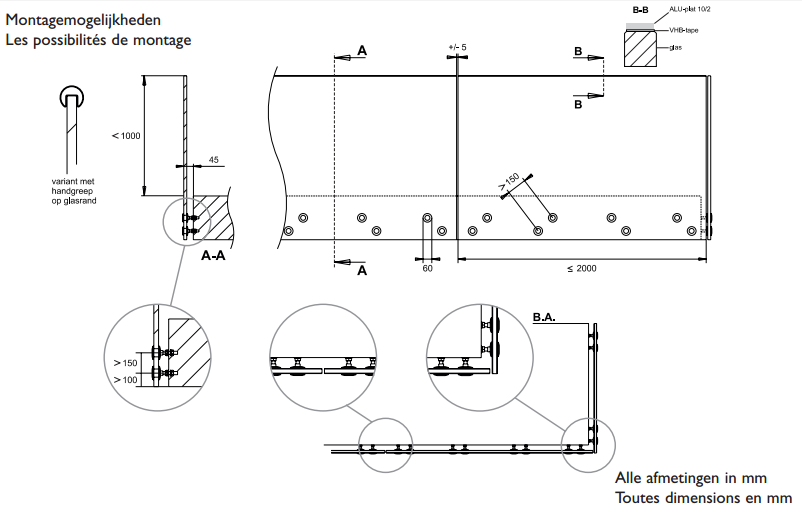 Montagemogelijkheden
Les possibilités de montage
B-B
ALU-plat 10/2
VHB-tape
glas
A
+/- 5
B
B
<1000
45
>150
variant met
handgreep
op glasrand
A-A
A
60
≤ 2000
B.A.
>150
>100
Alle afmetingen in mm
Toutes dimensions en mm